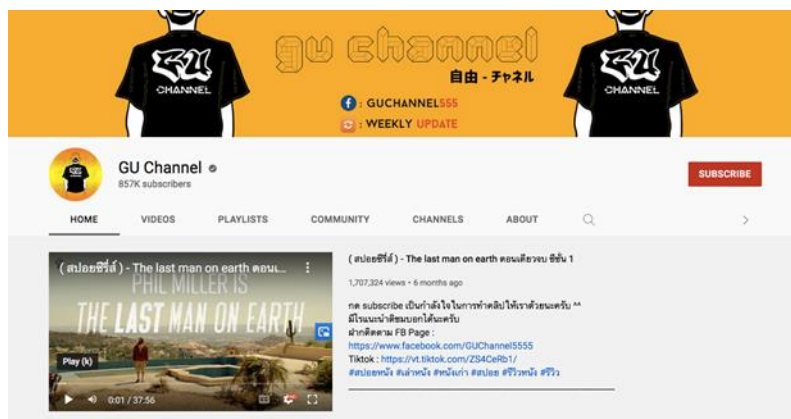 GU
CHANNEL
gu channel
GU
CHANNEL
自由 - チャネル
: GUCHANNEL555
: WEEKLY UPDATE
GU Channel
857K subscribers
SUBSCRIBE
HOME VIDEOS PLAYLISTS COMMUNITY CHANNELS ABOUT
( สปอยซีรี่ส์ ) - The last man on earth ตอนเ...
PHIL MILLER IS
THE LAST MAN ON EARTH
Play (k)
0:01 / 37:56
( สปอยซีรี่ส์ ) - The last man on earth ตอนเดียวจบ ซีซั่น 1
1,707,324 views • 6 months ago
กด subscribe เป็นกำลังใจในการทำคลิปให้เราด้วยนะครับ ^^
มีไรแนะนำติชมบอกได้นะครับ
ฝากติดตาม FB Page :
https://www.facebook.com/GUChannel5555
Tiktok : https://vt.tiktok.com/ZS4CeRb1/
#สปอยหนัง #เล่าหนัง #หนังเก่า #สปอย #รีวิวหนัง #รีวิว